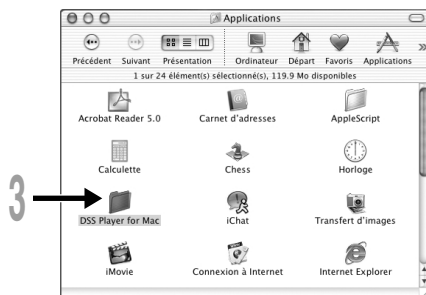 Applications
Précédent Suivant Présentation Ordinateur Départ Favoris Applications
1 sur 24 élément(s) sélectionné(s), 119.9 Mo disponibles
Acrobat Reader 5.0 Carnet d'adresses AppleScript
Calculette Chess Horloge
3
DSS Player for Mac iChat Transfert d'images
iMovie Connexion à Internet Internet Explorer